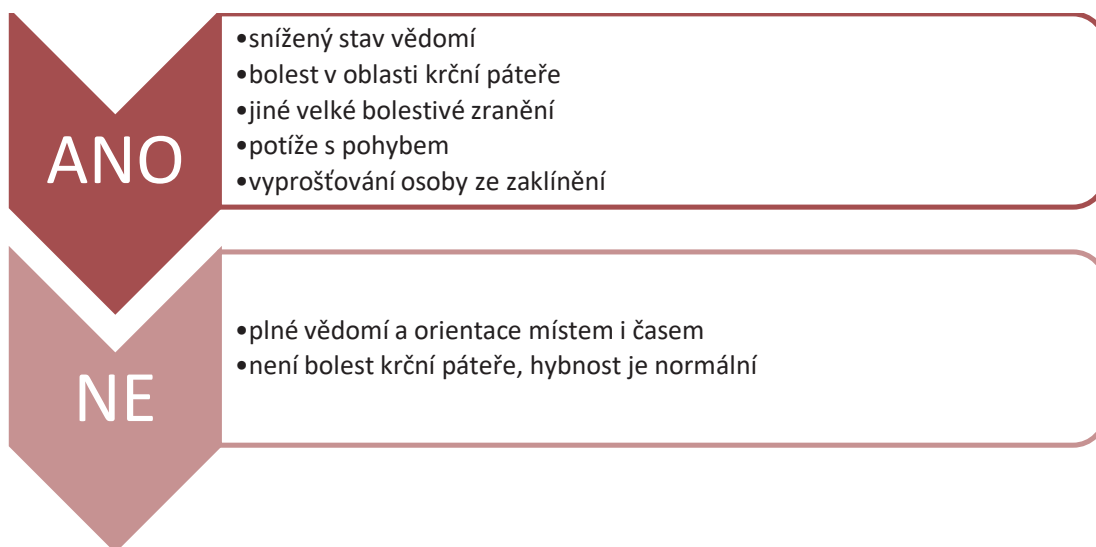 ANO
•snížený stav vědomí
•bolest v oblasti krční páteře
•jiné velké bolestivé zranění
•potíže s pohybem
•vyprošťování osoby ze zaklínění
NE
•plné vědomí a orientace místem i časem
•není bolest krční páteře, hybnost je normální